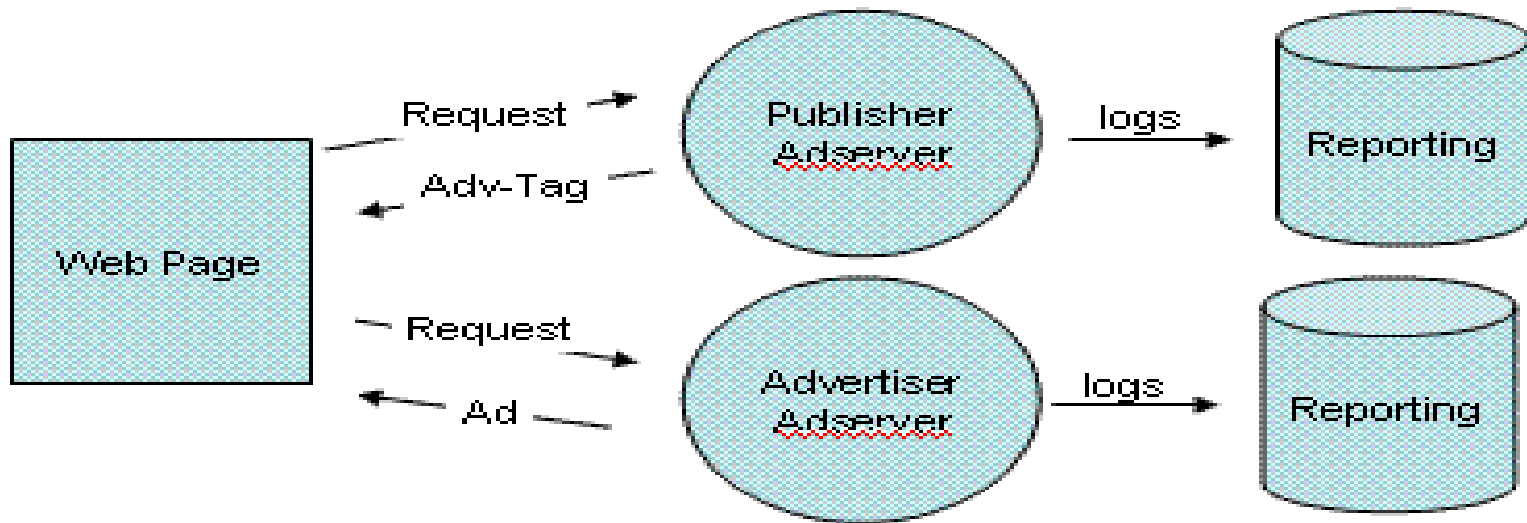 Request
Adv-Tag
Web Page
Request
Ad
Publisher
Adserver
logs
Reporting
Advertiser
Adserver
logs
Reporting